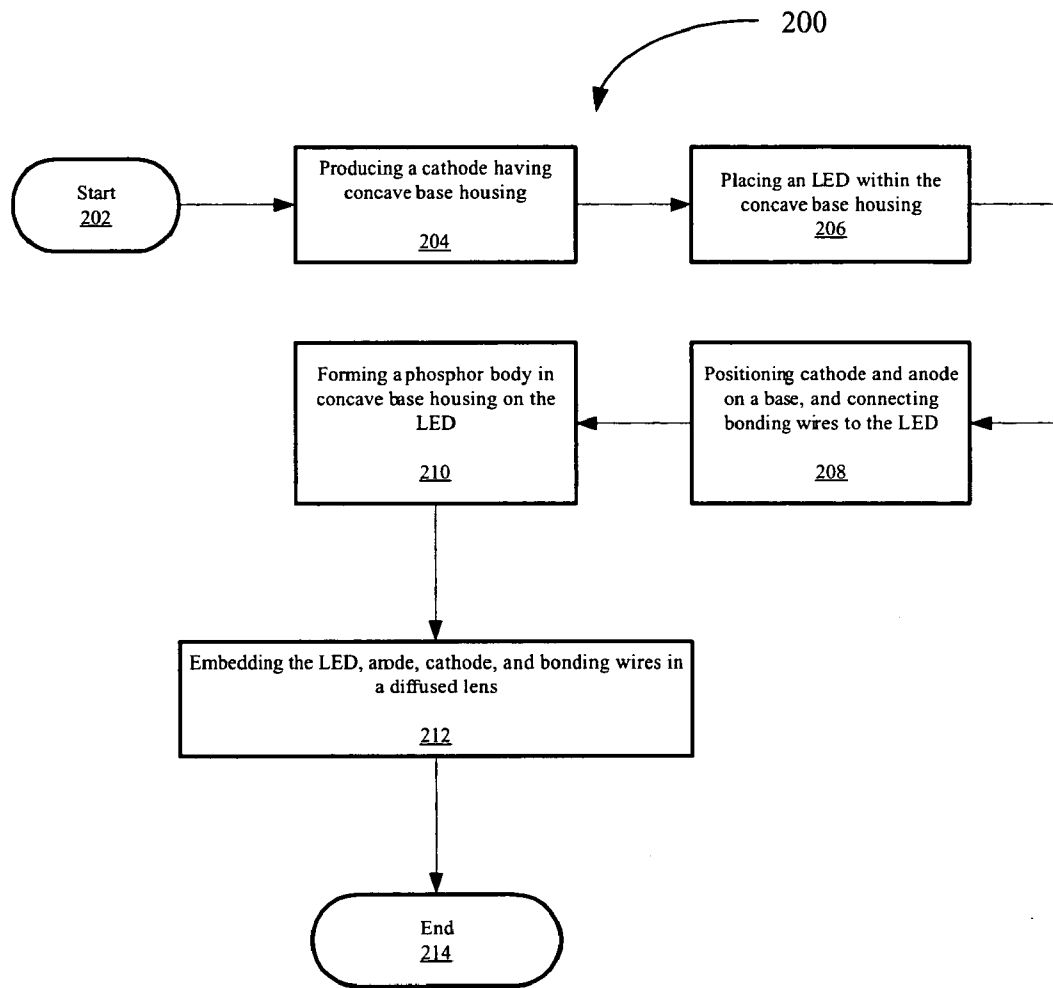 200
Start
202
Producing a cathode having
concave base housing
204
Placing an LED within the
concave base housing
206
Forming a phosphor body in
concave base housing on the
LED
210
Positioning cathode and anode
on a base, and connecting
bonding wires to the LED
208
Embedding the LED, anode, cathode, and bonding wires in
a diffused lens
212
End
214